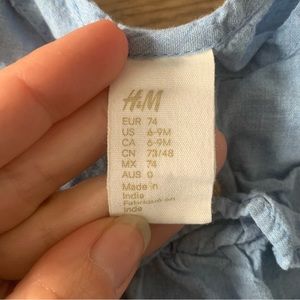 H&M
EUR 74
US 6-9M
CA 6-9M
CN 73/48
MX 74
AUS 0
Made in
India
Fabriqué en
Inde